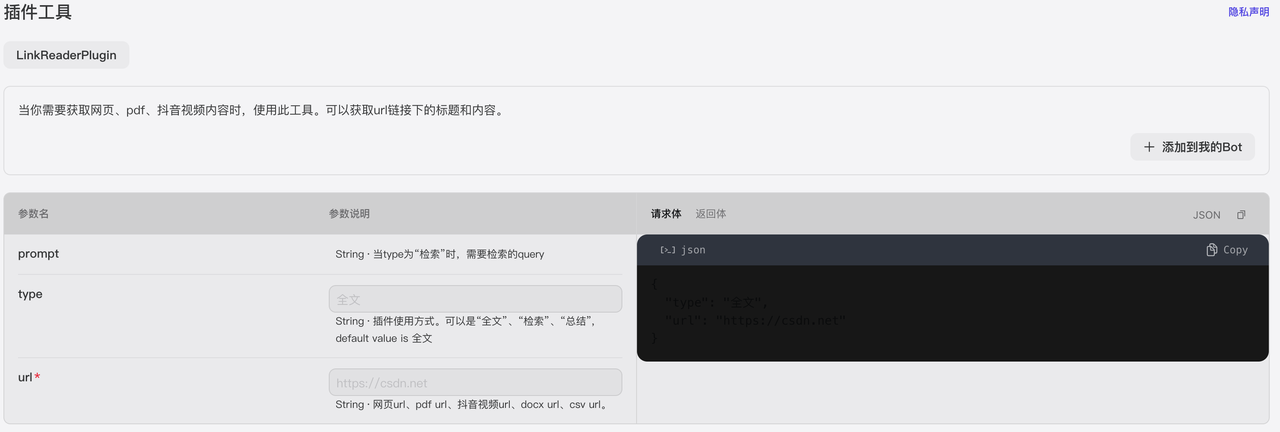 插件工具
隐私声明
LinkReaderPlugin
当你需要获取网页、pdf、抖音视频内容时，使用此工具。可以获取url链接下的标题和内容。
添加到我的Bot
参数名 参数说明
prompt
String · 当type为“检索”时，需要检索的query
type
全文
String · 插件使用方式。可以是“全文”、“检索”、“总结”，
default value is 全文
url*
https://csdn.net
String · 网页url、pdf url、抖音视频url、docx url、csv url。
请求体 返回体 JSON
json Copy
{
"type": "全文",
"url": "https://csdn.net"
}